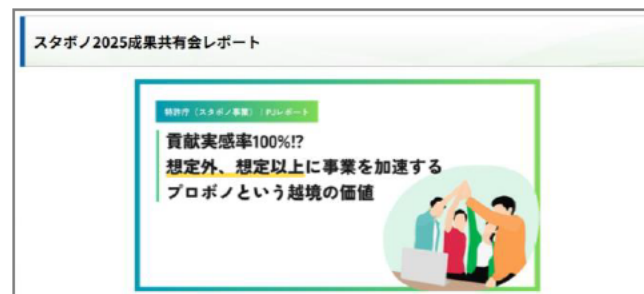 スタボノ2025成果共有会レポート
特許庁（スタボノ事業）｜PJレポート
貢献実感率100%!?
想定外、想定以上に事業を加速する
プロボノという越境の価値